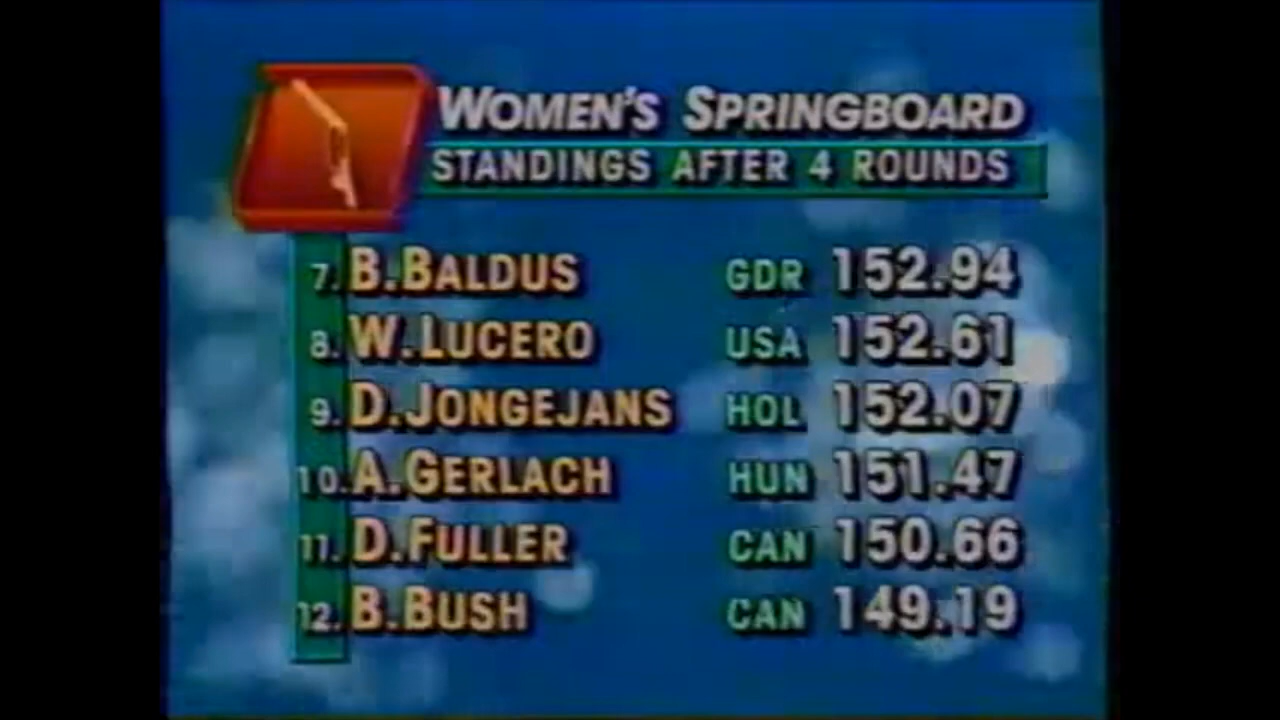 WOMEN'S SPRINGBOARD
STANDINGS AFTER 4 ROUNDS
7. B.BALDUS GDR 152.94
8. W.LUCERO USA 152.61
9. D.JONGEJANS HOL 152.07
10. A.GERLACH HUN 151.47
11. D.FULLER CAN 150.66
12. B.BUSH CAN 149.19